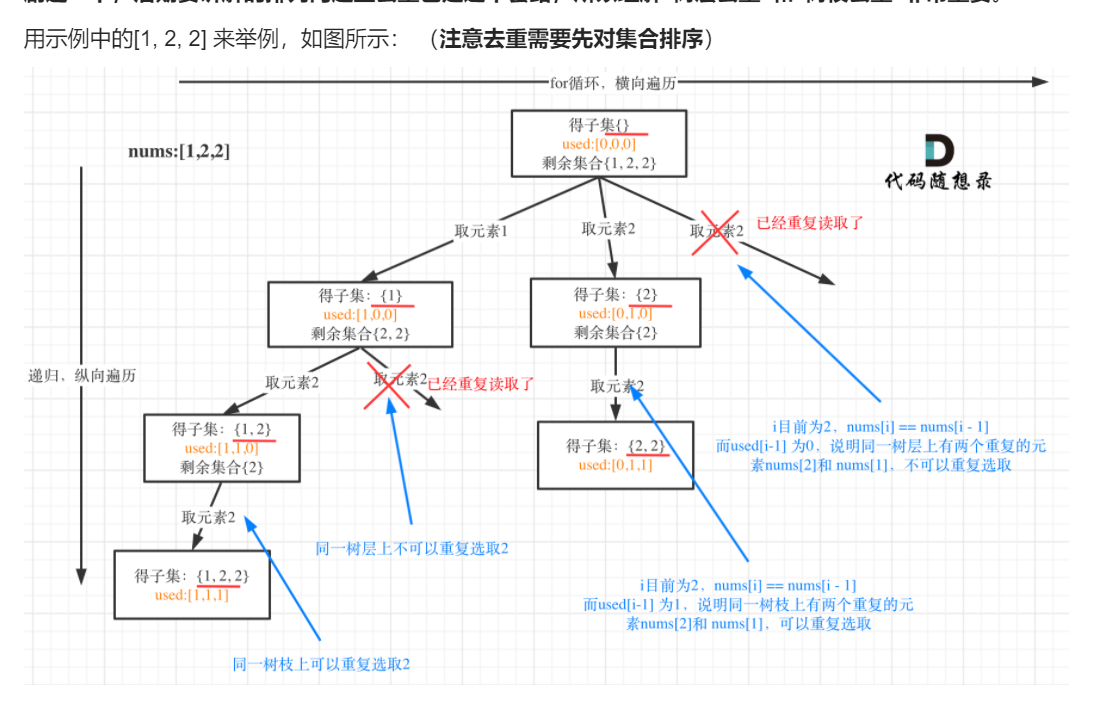 用示例中的[1, 2, 2] 来举例，如图所示：（注意去重需要先对集合排序）
for循环，横向遍历
nums:[1,2,2]
得子集{}
used:[0,0,0]
剩余集合{1, 2, 2}
代码随想录
取元素1
取元素2
取元素2
已经重复读取了
得子集：{1}
used:[1,0,0]
剩余集合{2, 2}
得子集：{2}
used:[0,1,0]
剩余集合{2}
递归，纵向遍历
取元素2
取元素2
已经重复读取了
取元素2
得子集：{1, 2}
used:[1,1,0]
剩余集合{2}
得子集：{2, 2}
used:[0,1,1]
i目前为2，nums[i] == nums[i - 1]
而used[i-1] 为0，说明同一树层上有两个重复的元
素nums[2]和 nums[1]，不可以重复选取
取元素2
同一树层上不可以重复选取2
得子集：{1, 2, 2}
used:[1,1,1]
i目前为2，nums[i] == nums[i - 1]
而used[i-1] 为1，说明同一树枝上有两个重复的元
素nums[2]和 nums[1]，可以重复选取
同一树枝上可以重复选取2